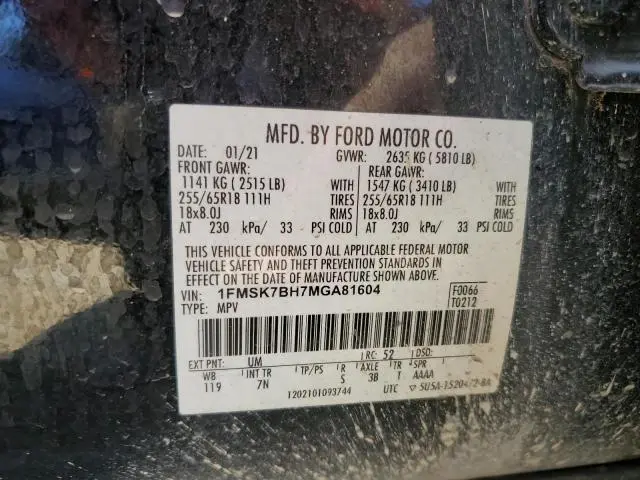 MFD. BY FORD MOTOR CO.
DATE: 01/21 GVWR: 2635 KG ( 5810 LB)
FRONT GAWR: REAR GAWR:
1141 KG ( 2515 LB) WITH 1547 KG ( 3410 LB) WITH
255/65R18 111H TIRES 255/65R18 111H TIRES
18x8.0J RIMS 18x8.0J RIMS
AT 230 kPa/ 33 PSI COLD AT 230 kPa/ 33 PSI COLD
THIS VEHICLE CONFORMS TO ALL APPLICABLE FEDERAL MOTOR
VEHICLE SAFETY AND THEFT PREVENTION STANDARDS IN
EFFECT ON THE DATE OF MANUFACTURE SHOWN ABOVE.
VIN: 1FMSK7BH7MGA81604 F0066
TYPE: MPV T0212
EXT PNT: UM RC: 52 DSO:
WB INT TR TP/PS R AXLE TR SPR
119 7N S 3B T AAAA
1202101093744 UTC